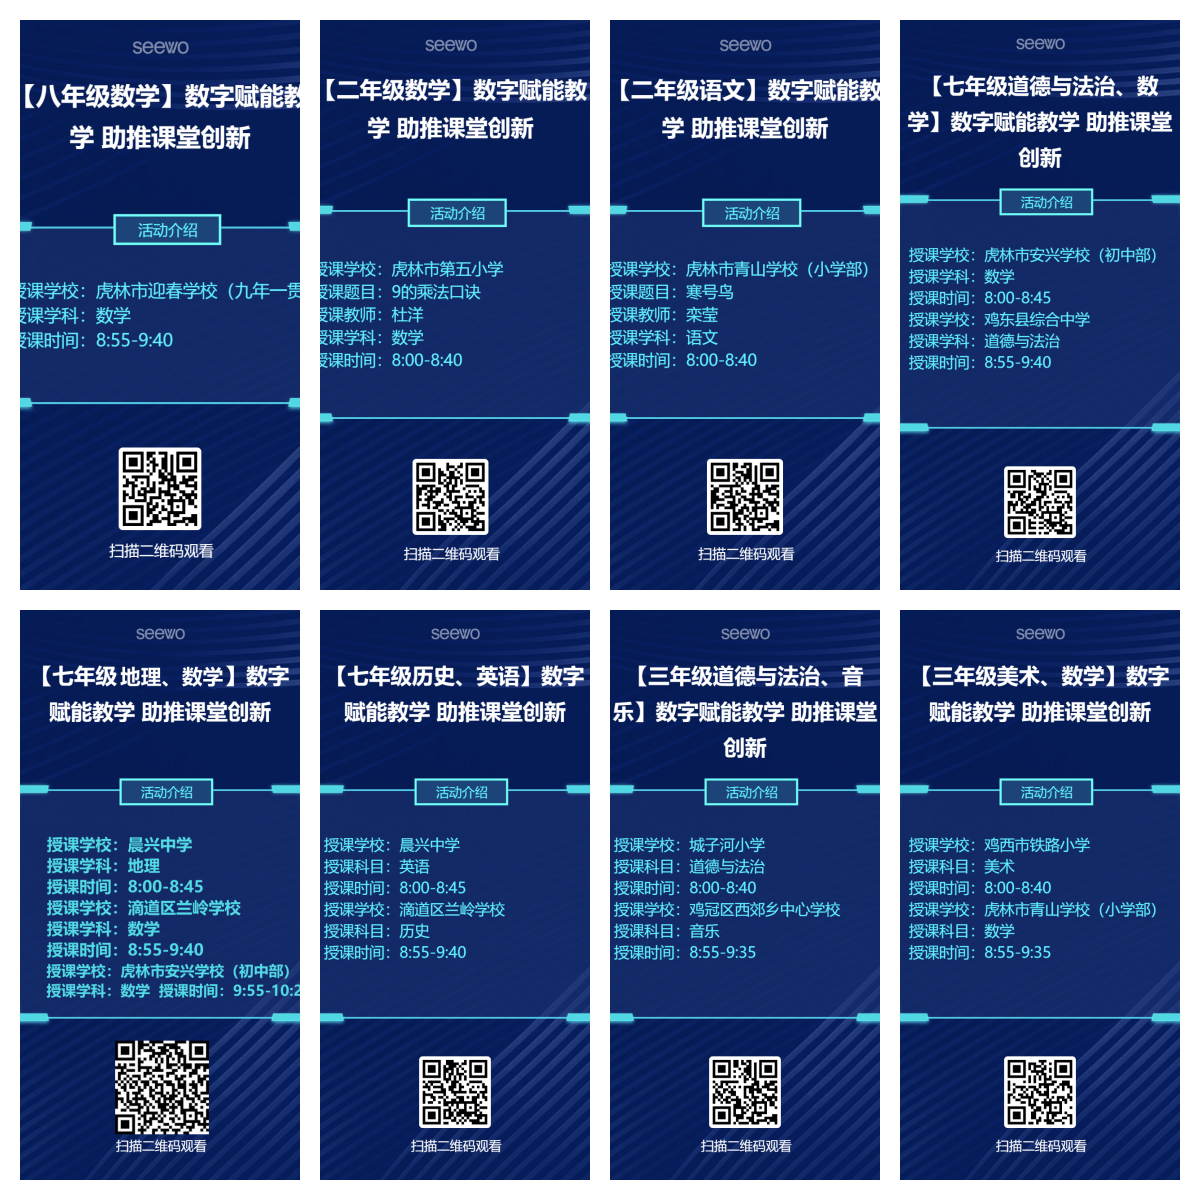 seewo
【八年级数学】数字赋能教
学 助推课堂创新
活动介绍
授课学校：虎林市迎春学校（九年一贯
授课学科：数学
授课时间：8:55-9:40
扫描二维码观看
seewo
【二年级数学】数字赋能教
学 助推课堂创新
活动介绍
授课学校：虎林市第五小学
授课题目：9的乘法口诀
授课教师：杜洋
授课学科：数学
授课时间：8:00-8:40
扫描二维码观看
seewo
【二年级语文】数字赋能教
学 助推课堂创新
活动介绍
授课学校：虎林市青山学校（小学部）
授课题目：寒号鸟
授课教师：栾莹
授课学科：语文
授课时间：8:00-8:40
扫描二维码观看
seewo
【七年级道德与法治、数
学】数字赋能教学 助推课堂
创新
活动介绍
授课学校：虎林市安兴学校（初中部）
授课学科：数学
授课时间：8:00-8:45
授课学校：鸡东县综合中学
授课学科：道德与法治
授课时间：8:55-9:40
扫描二维码观看
seewo
【七年级 地理、数学】数字
赋能教学 助推课堂创新
活动介绍
授课学校：晨兴中学
授课学科：地理
授课时间：8:00-8:45
授课学校：滴道区兰岭学校
授课学科：数学
授课时间：8:55-9:40
授课学校：虎林市安兴学校（初中部）
授课学科：数学 授课时间：9:55-10:2
扫描二维码观看
seewo
【七年级历史、英语】数字
赋能教学 助推课堂创新
活动介绍
授课学校：晨兴中学
授课科目：英语
授课时间：8:00-8:45
授课学校：滴道区兰岭学校
授课科目：历史
授课时间：8:55-9:40
扫描二维码观看
seewo
【三年级道德与法治、音
乐】数字赋能教学 助推课堂
创新
活动介绍
授课学校：城子河小学
授课科目：道德与法治
授课时间：8:00-8:40
授课学校：鸡冠区西郊乡中心学校
授课科目：音乐
授课时间：8:55-9:35
扫描二维码观看
seewo
【三年级美术、数学】数字
赋能教学 助推课堂创新
活动介绍
授课学校：鸡西市铁路小学
授课科目：美术
授课时间：8:00-8:40
授课学校：虎林市青山学校（小学部）
授课科目：数学
授课时间：8:55-9:35
扫描二维码观看